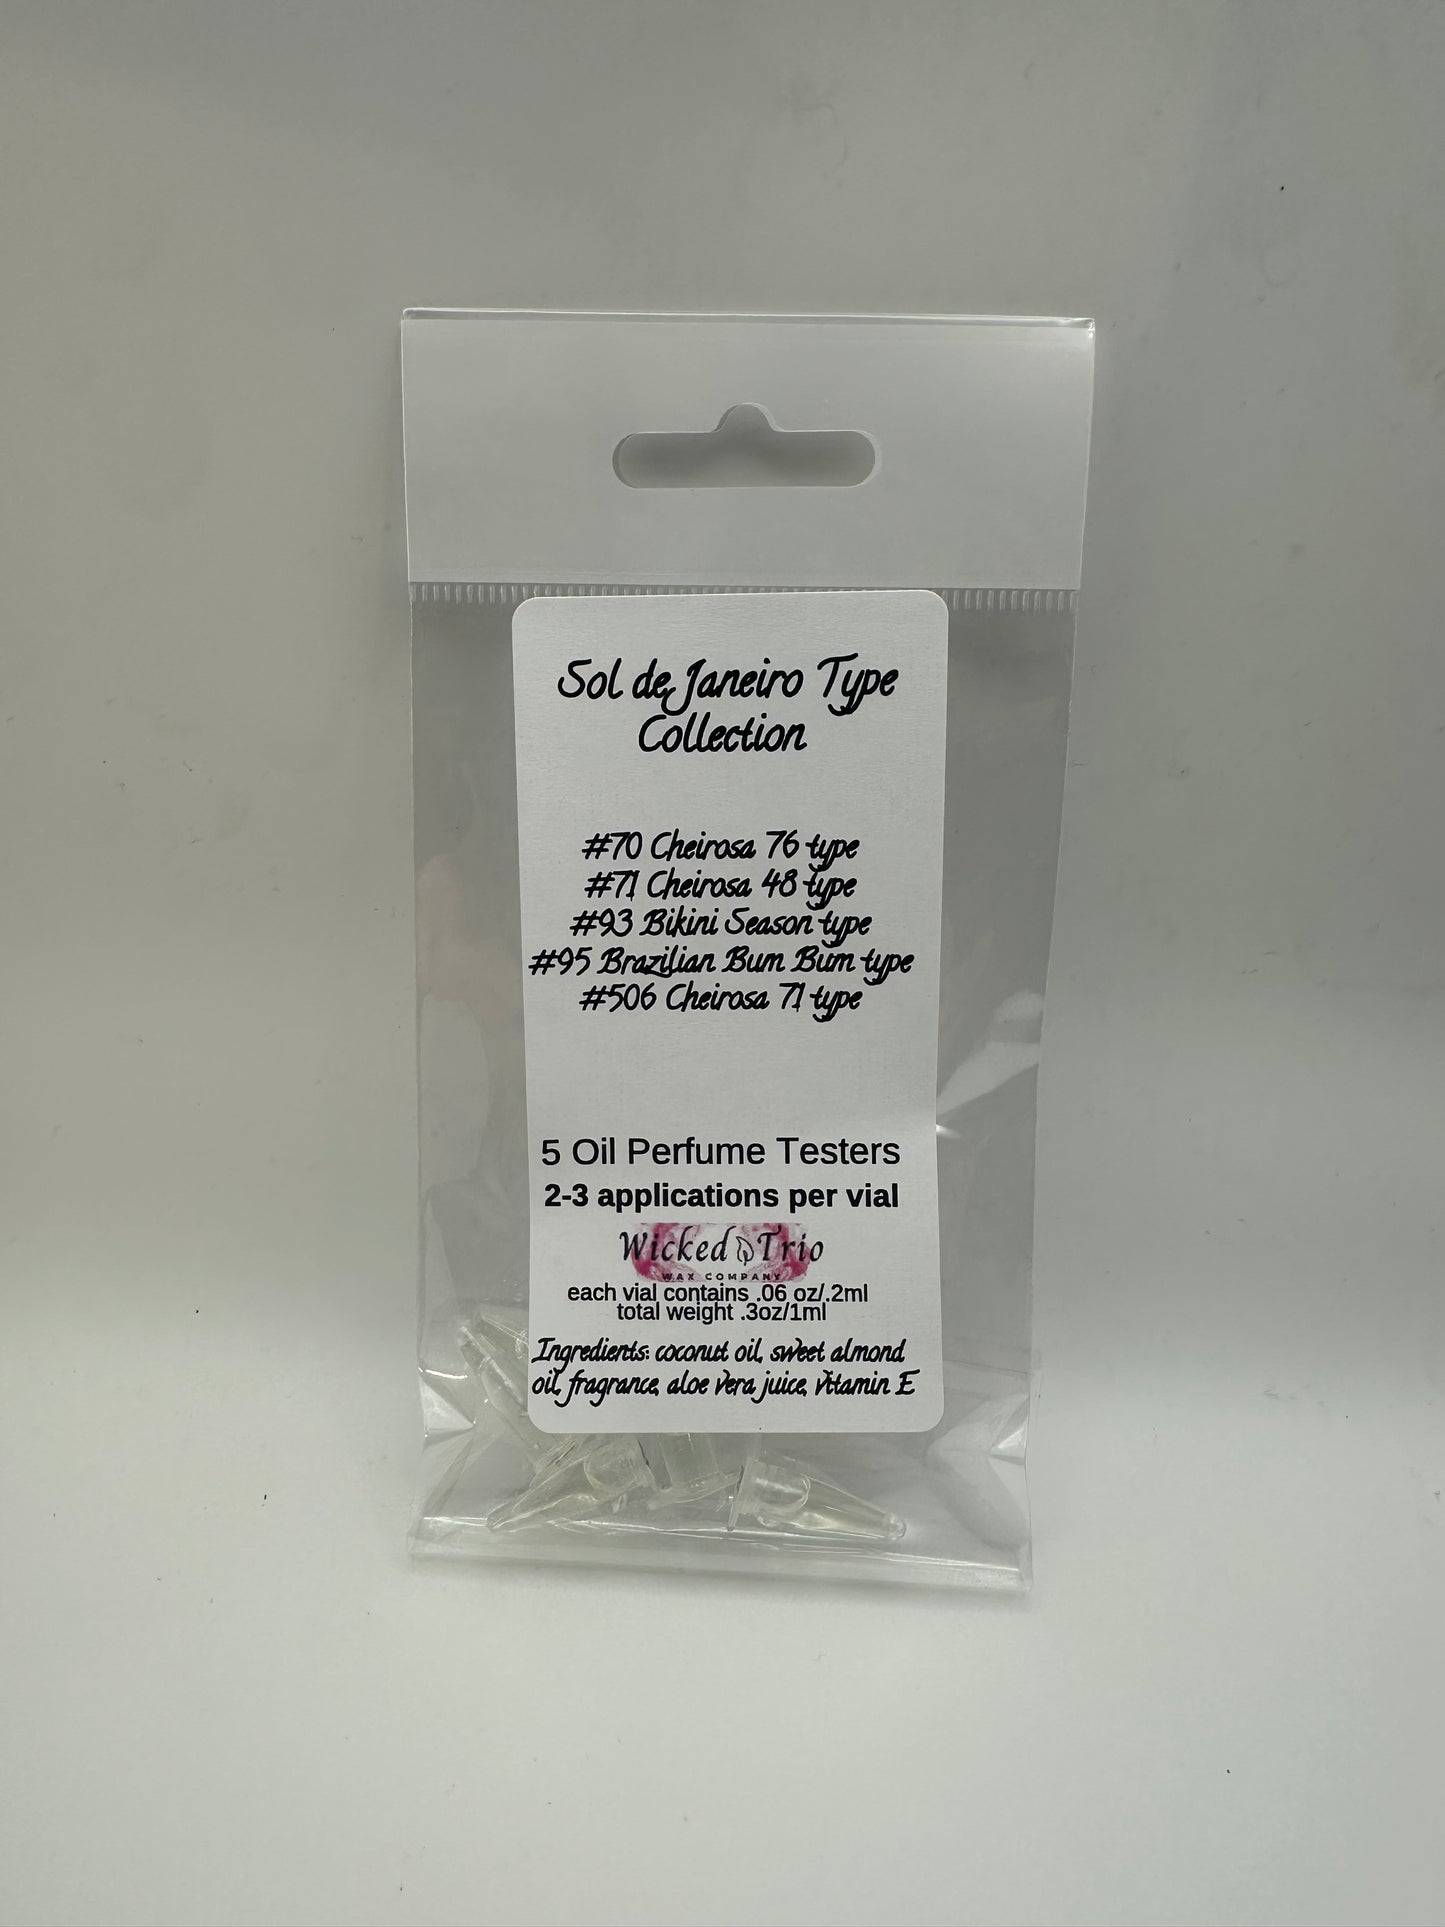 Sol de Janeiro Type
Collection
#70 Cheirosa 76 type
#71 Cheirosa 48 type
#93 Bikini Season type
#95 Brazilian Bum Bum type
#506 Cheirosa 71 type
5 Oil Perfume Testers
2-3 applications per vial
Wicked Trio
WAX COMPANY
each vial contains .06 oz/.2ml
total weight .3oz/1ml
Ingredients: coconut oil, sweet almond
oil, fragrance, aloe vera juice, vitamin E